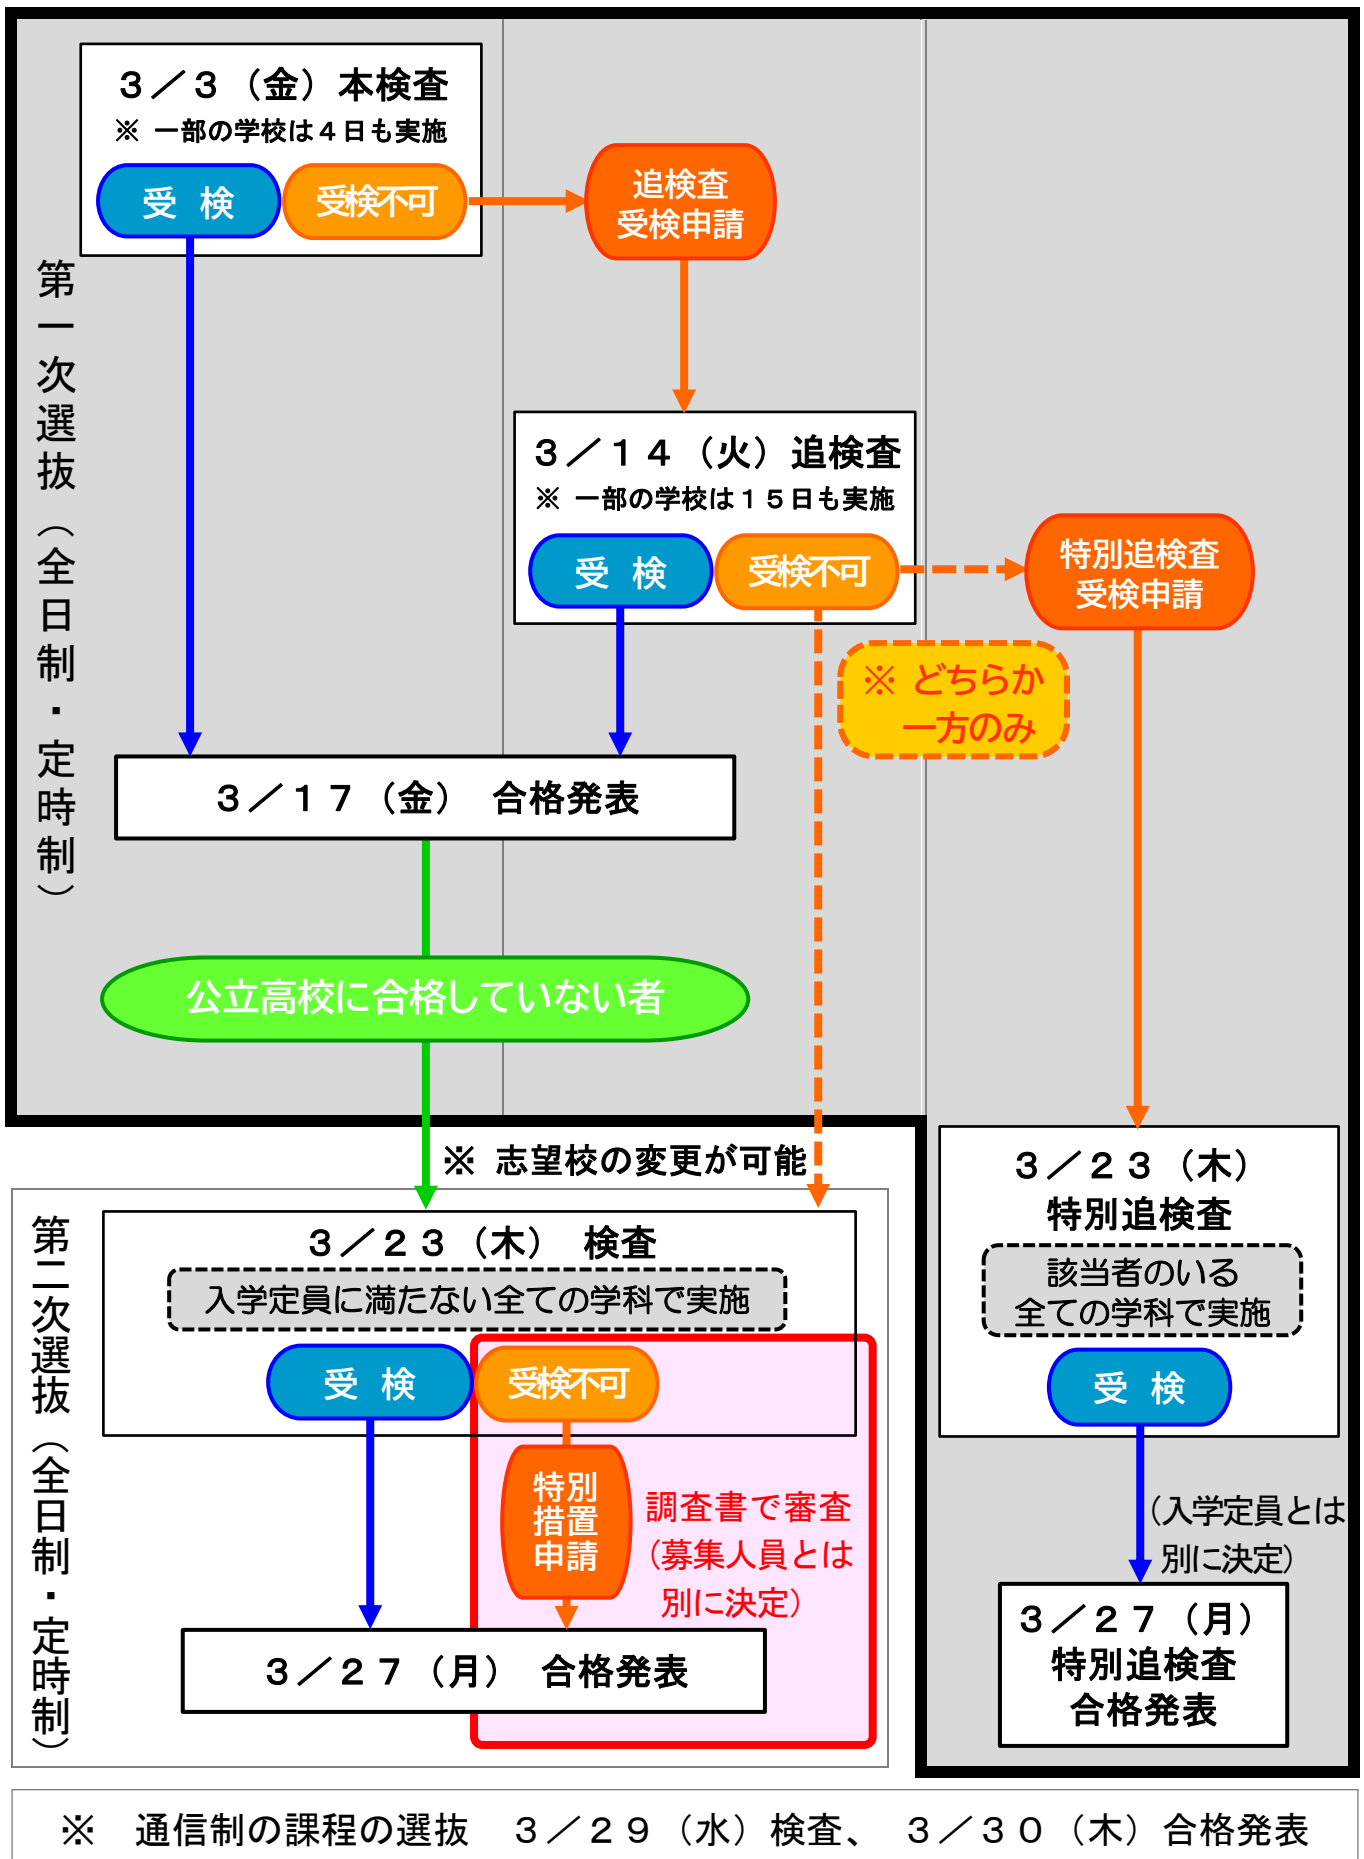 ３／３（金）本検査
※ 一部の学校は４日も実施
受 検
受検不可
追検査
受検申請
第一次選抜（全日制・定時制）
３／１４（火）追検査
※ 一部の学校は１５日も実施
受 検
受検不可
特別追検査
受検申請
※ どちらか
一方のみ
３／１７（金） 合格発表
公立高校に合格していない者
※ 志望校の変更が可能
第二次選抜（全日制・定時制）
３／２３（木） 検査
入学定員に満たない全ての学科で実施
受 検
受検不可
特別
措置
申請
調査書で審査
（募集人員とは
別に決定）
３／２７（月） 合格発表
３／２３（木）
特別追検査
該当者のいる
全ての学科で実施
受 検
（入学定員とは
別に決定）
３／２７（月）
特別追検査
合格発表
※ 通信制の課程の選抜 ３／２９（水）検査、 ３／３０（木）合格発表